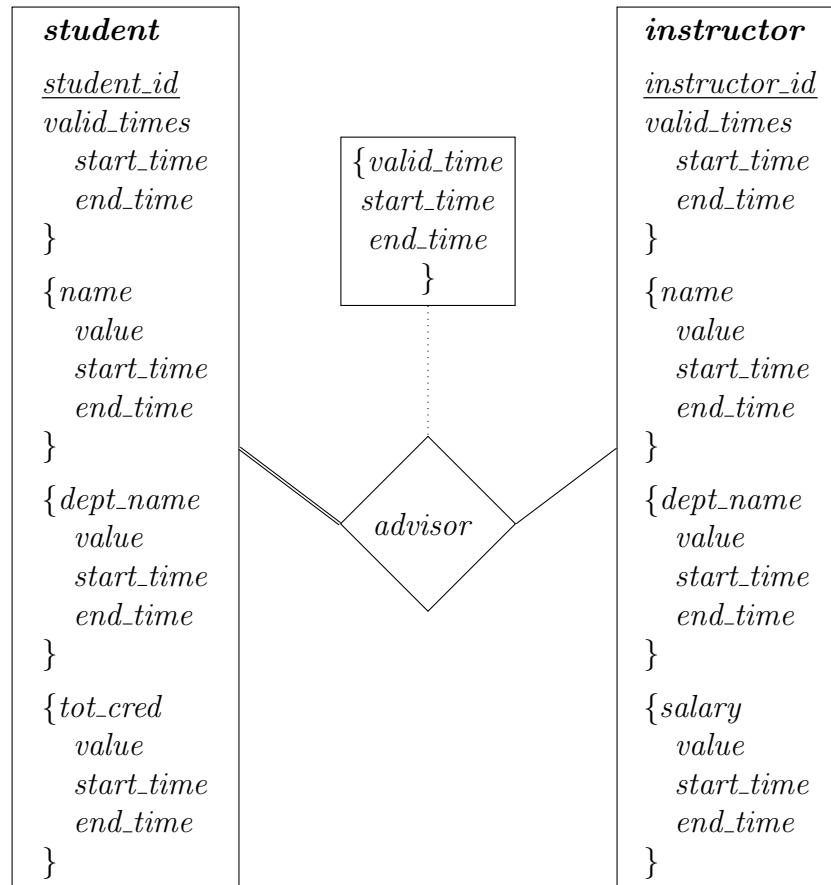 student
student_id
valid_times
start_time
end_time
}
{name
value
start_time
end_time
}
{dept_name
value
start_time
end_time
}
{tot_cred
value
start_time
end_time
}
{valid_time
start_time
end_time
}
advisor
instructor
instructor_id
valid_times
start_time
end_time
}
{name
value
start_time
end_time
}
{dept_name
value
start_time
end_time
}
{salary
value
start_time
end_time
}